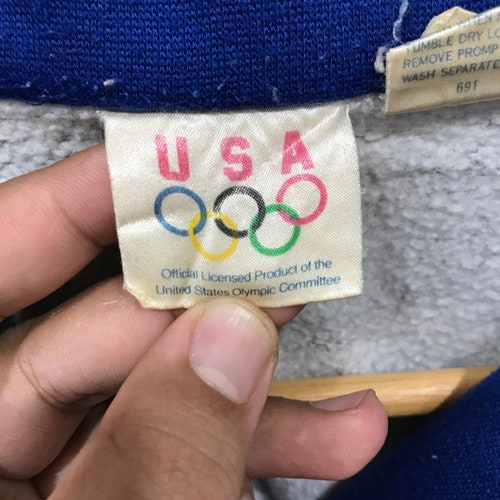 USA
Official Licensed Product of the
United States Olympic Committee
TUMBLE DRY LO
REMOVE PROMP
WASH SEPARATE
691